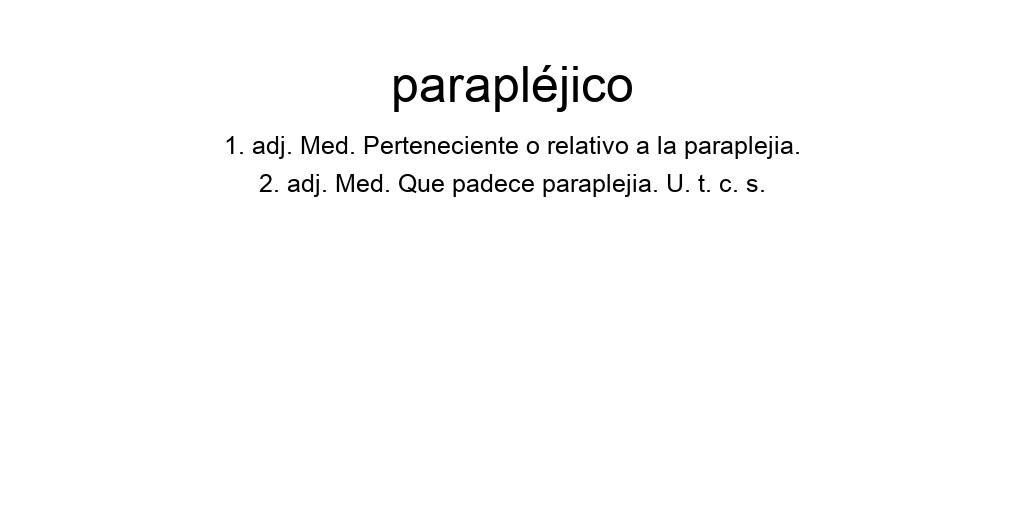 parapléjico
1. adj. Med. Perteneciente o relativo a la paraplejia.
2. adj. Med. Que padece paraplejia. U. t. c. s.